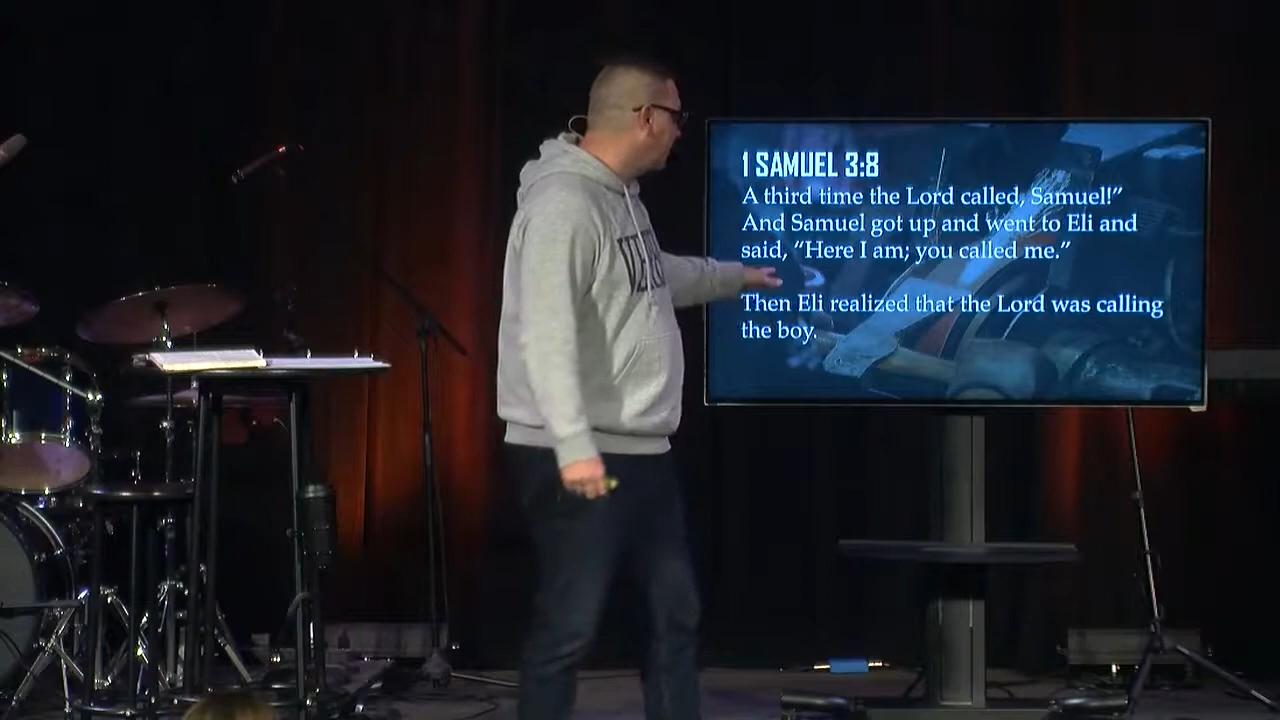 1 SAMUEL 3:8
A third time the Lord called, Samuel!”
And Samuel got up and went to Eli and
said, “Here I am; you called me.”
Then Eli realized that the Lord was calling
the boy.